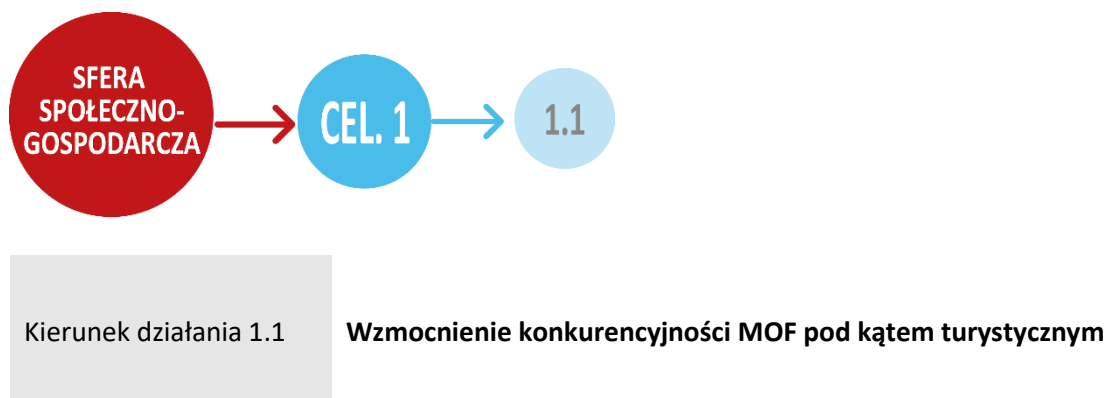 SFERA
SPOŁECZNO-
GOSPODARCZA
CEL. 1
1.1
Kierunek działania 1.1
Wzmocnienie konkurencyjności MOF pod kątem turystycznym